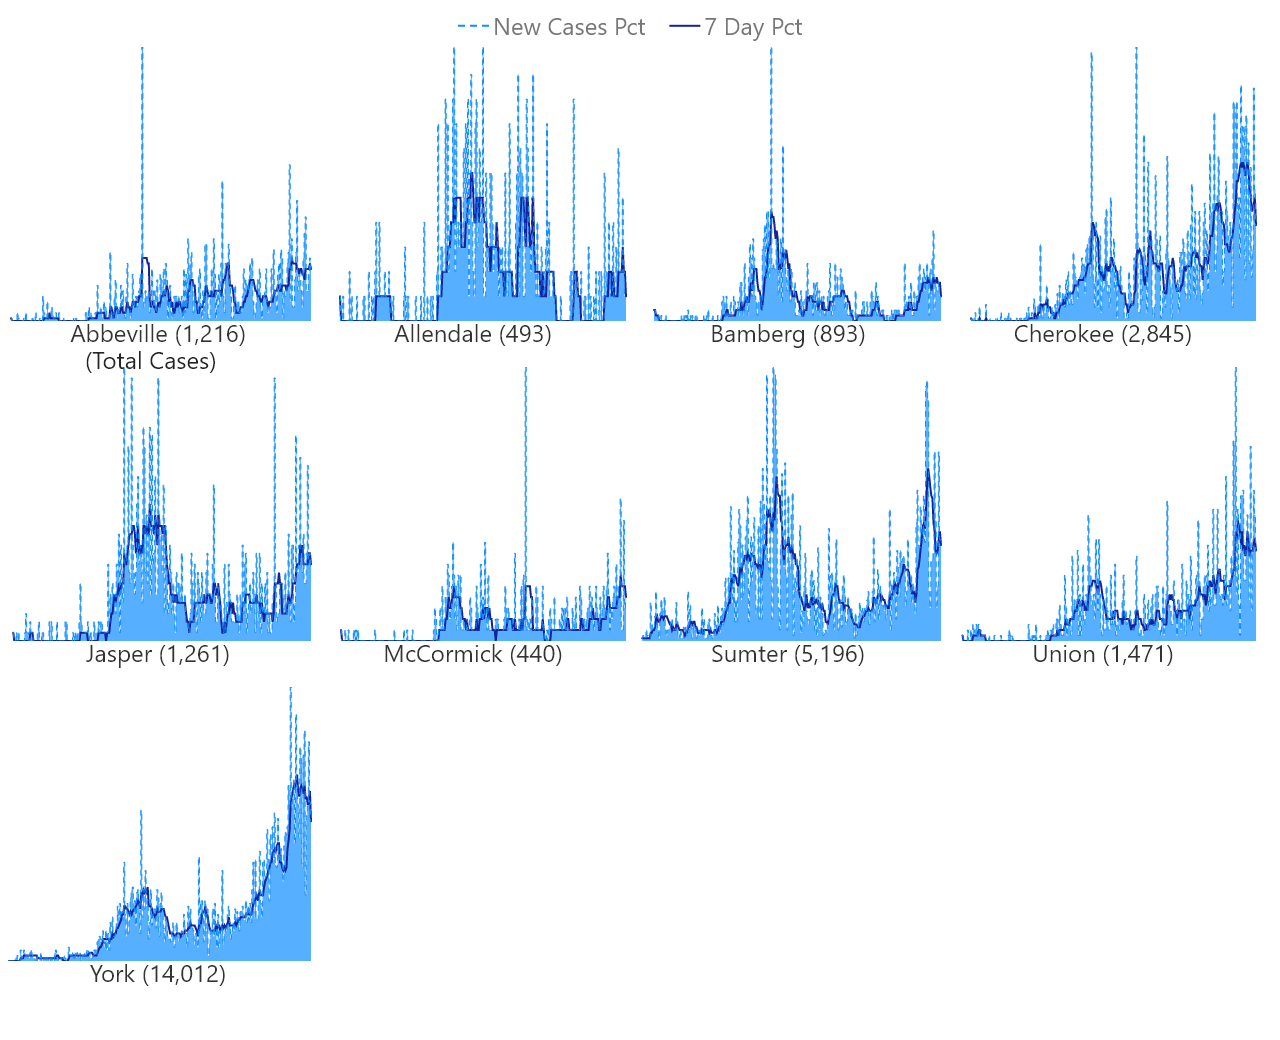 New Cases Pct 7 Day Pct
Abbeville (1,216)
(Total Cases)
Allendale (493)
Bamberg (893)
Cherokee (2,845)
Jasper (1,261)
McCormick (440)
Sumter (5,196)
Union (1,471)
York (14,012)